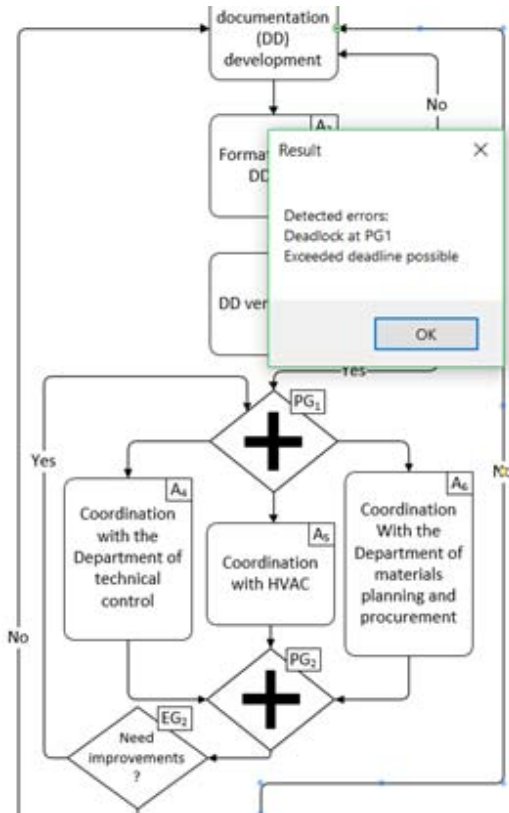 documentation
(DD)
development
No
Result
Format
DD
Detected errors:
Deadlock at PG1
Exceeded deadline possible
DD ver
OK
Yes
PG1
Yes
A4
A6
Coordination
with the
Department of
technical
control
A5
Coordination
with HVAC
Coordination
With the
Department of
materials
planning and
procurement
No
PG2
EG2
Need
improvements
?